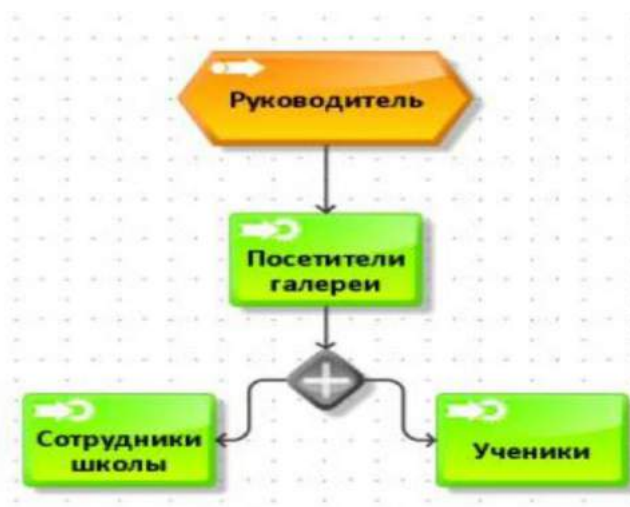 Руководитель
Посетители
галереи
Сотрудники
школы
Ученики